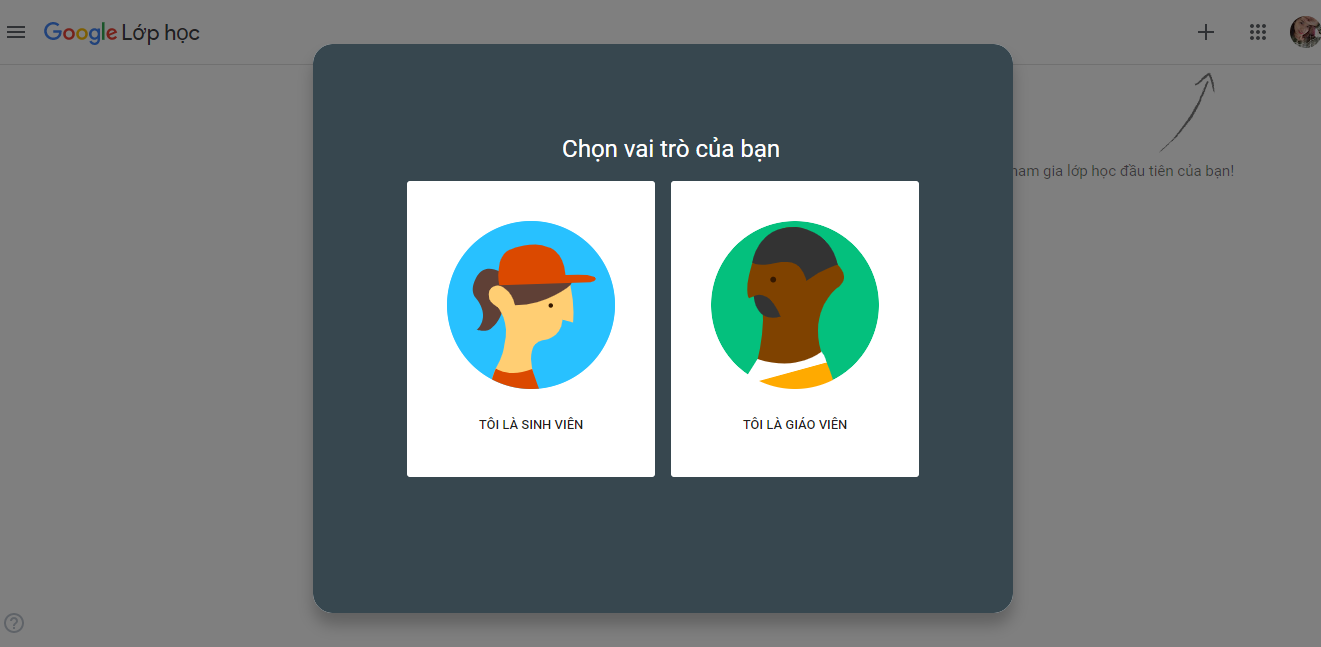 Google Lớp học
Chọn vai trò của bạn
gia lớp học đầu tiên của bạn!
TÔI LÀ SINH VIÊN
TÔI LÀ GIÁO VIÊN